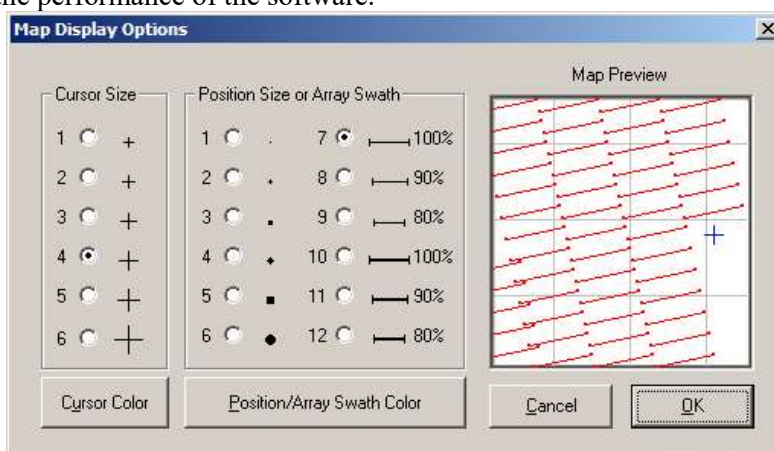 the performance of the software.
Map Display Options
Cursor Size
1
2
3
4
5
6
Position Size or Array Swath
1 7 100%
2 8 90%
3 9 80%
4 10 100%
5 11 90%
6 12 80%
Map Preview
Cursor Color
Position/Array Swath Color
Cancel
OK